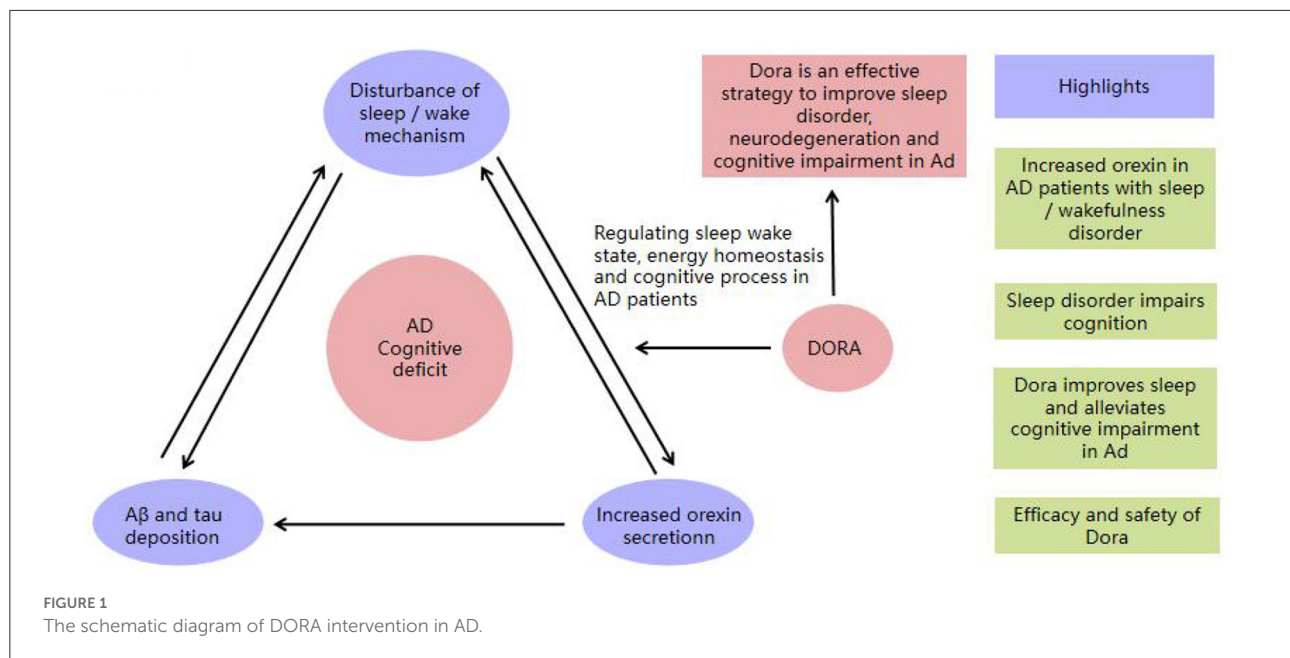 Disturbance of
sleep / wake
mechanism
Dora is an effective
strategy to improve sleep
disorder,
neurodegeneration and
cognitive impairment in Ad
Highlights
Increased orexin in
AD patients with sleep
/ wakefulness
disorder
Regulating sleep wake
state, energy homeostasis
and cognitive process in
AD patients
AD
Cognitive
deficit
DORA
Sleep disorder impairs
cognition
Dora improves sleep
and alleviates
cognitive impairment
in Ad
Aβ and tau
deposition
Increased orexin
secretionn
Efficacy and safety of
Dora
FIGURE 1
The schematic diagram of DORA intervention in AD.